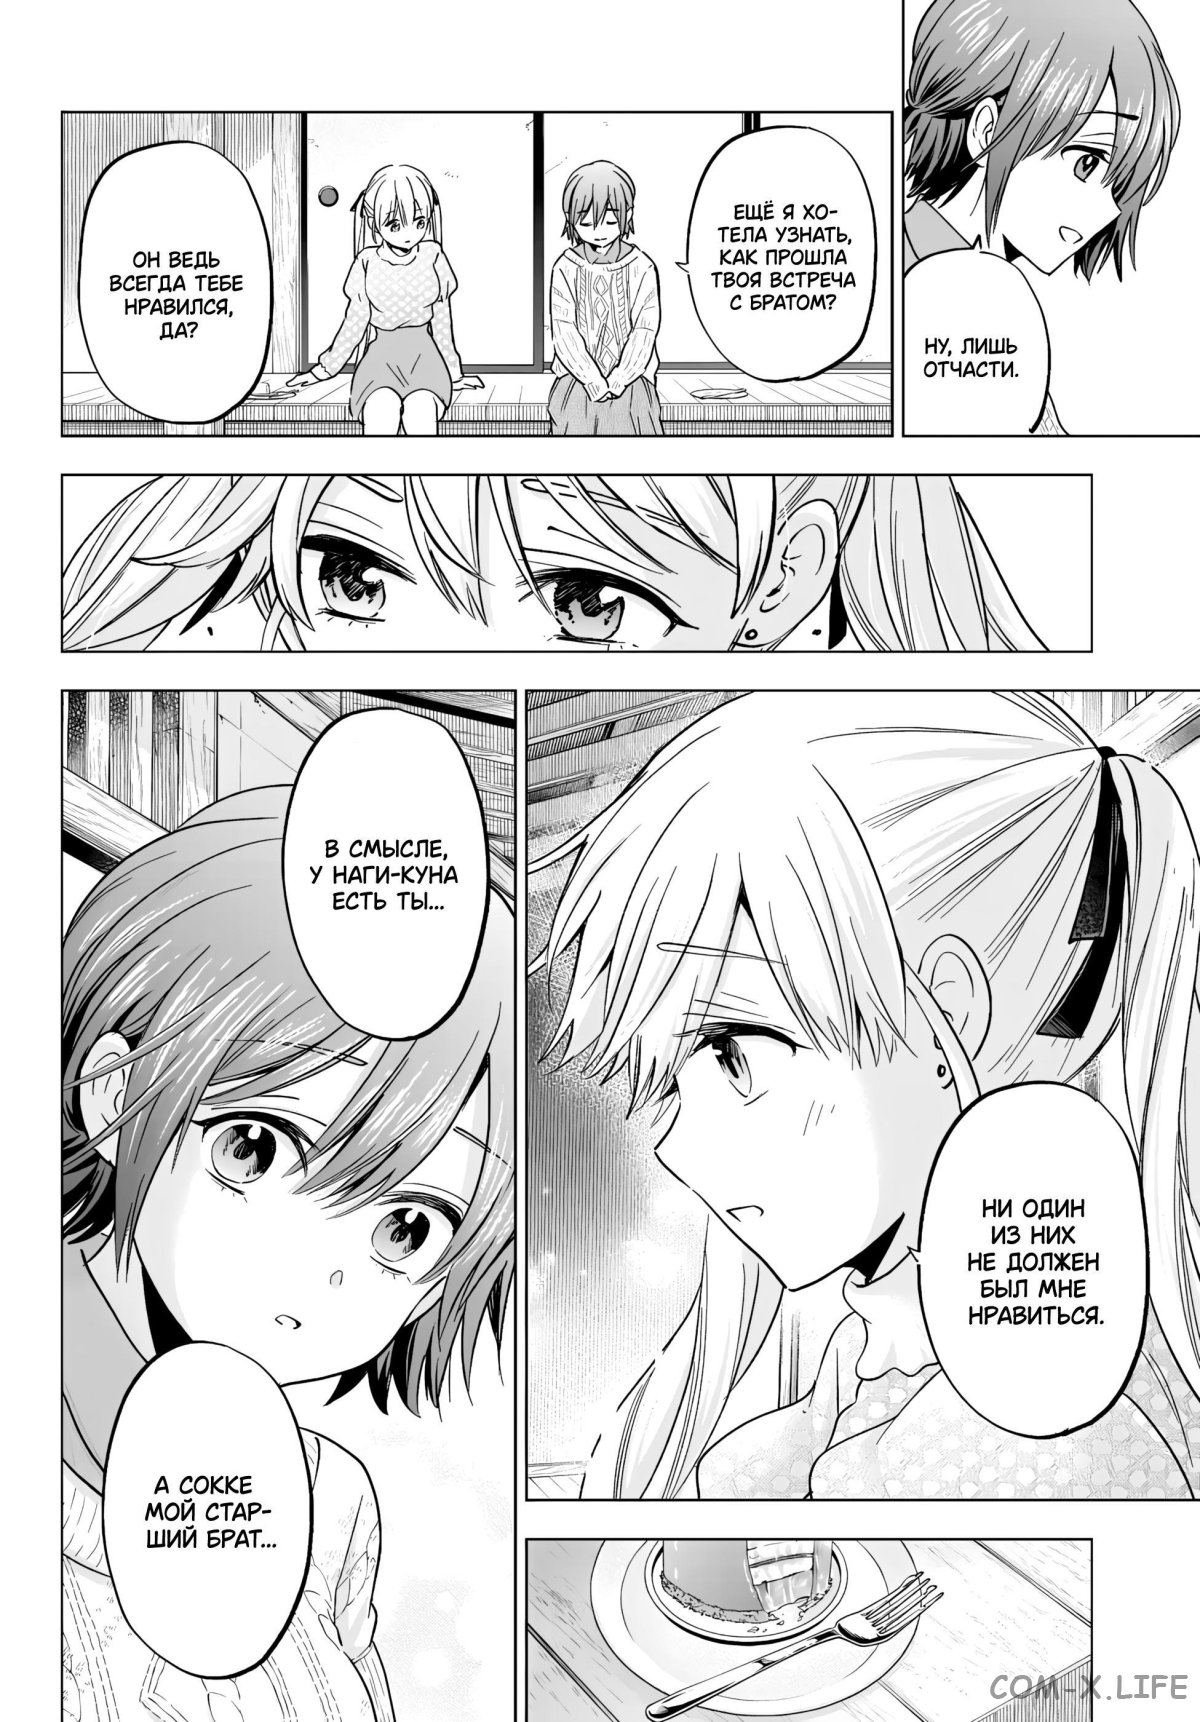 НУ, ЛИШЬ
ОТЧАСТИ.
ЕЩЁ Я ХО-
ТЕЛА УЗНАТЬ,
КАК ПРОШЛА
ТВОЯ ВСТРЕЧА
С БРАТОМ?
ОН ВЕДЬ
ВСЕГДА ТЕБЕ
НРАВИЛСЯ,
ДА?
НИ ОДИН
ИЗ НИХ
НЕ ДОЛЖЕН
БЫЛ МНЕ
НРАВИТЬСЯ.
В СМЫСЛЕ,
У НАГИ-КУНА
ЕСТЬ ТЫ...
А СОККЕ
МОЙ СТАР-
ШИЙ БРАТ...
COM-X.LIFE